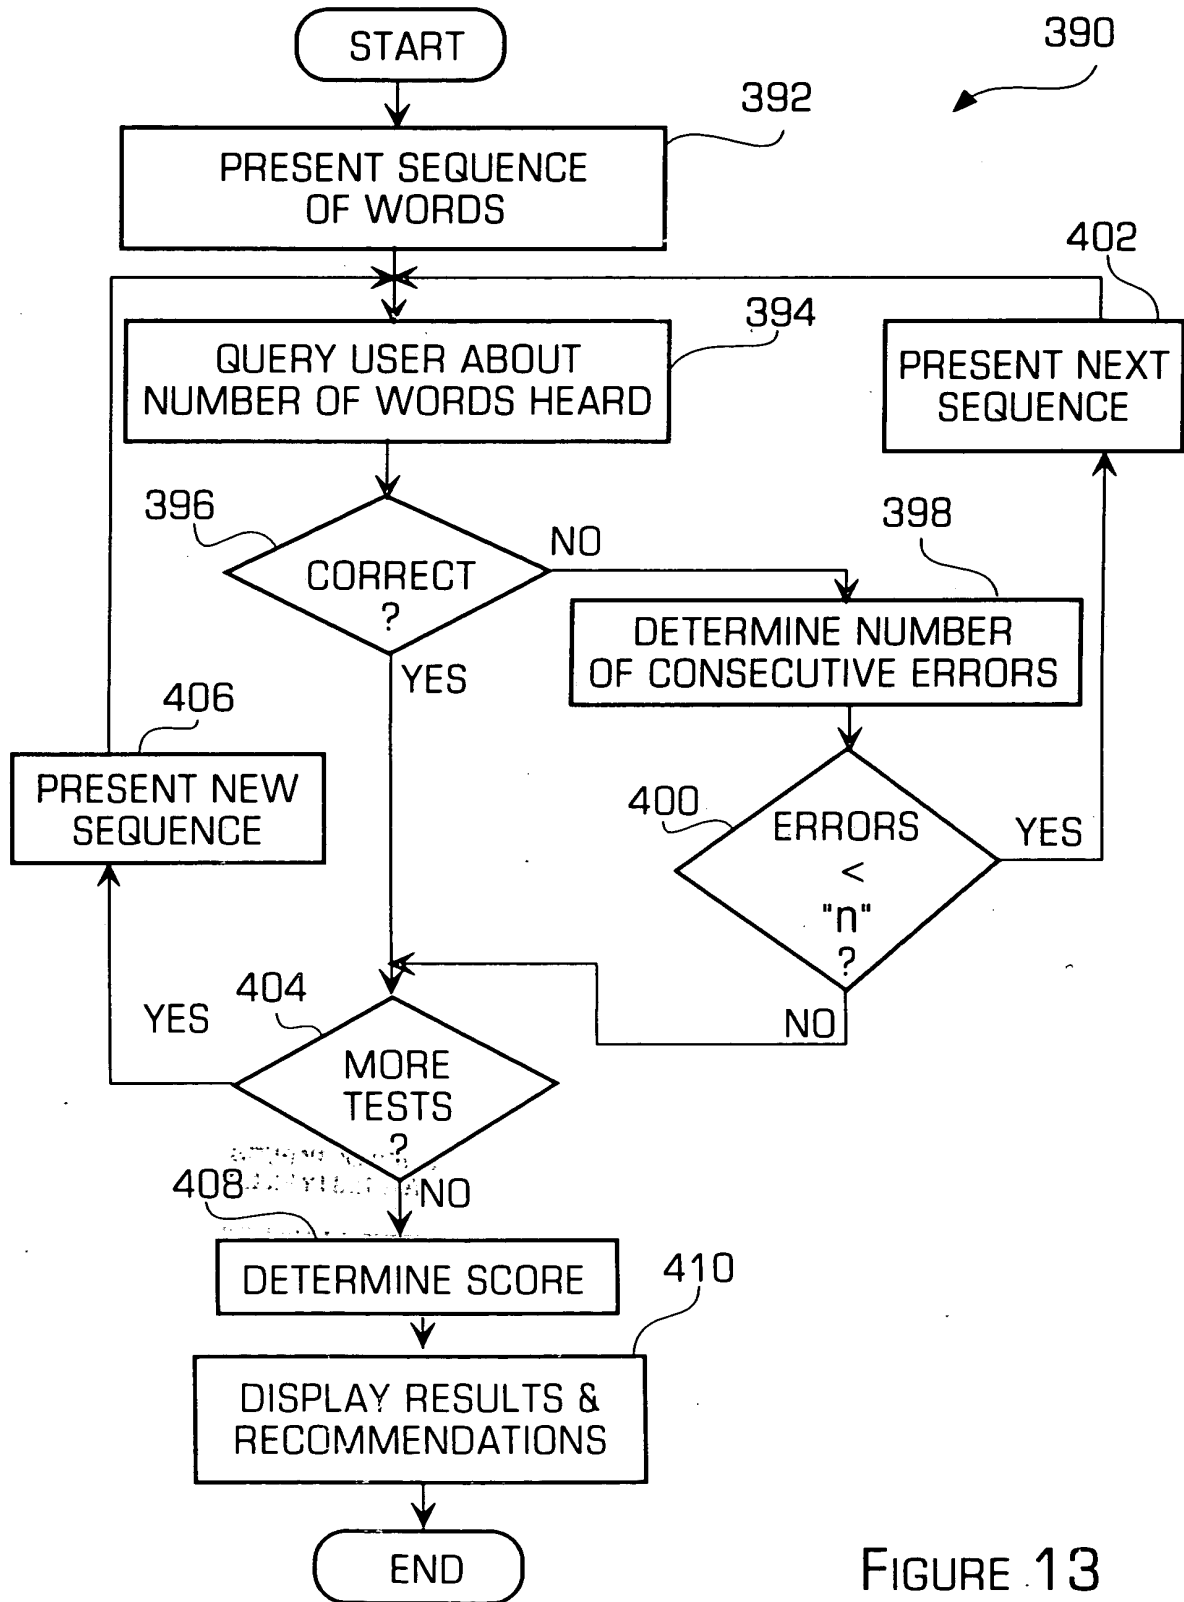 START
390
392
PRESENT SEQUENCE
OF WORDS
402
394
QUERY USER ABOUT
NUMBER OF WORDS HEARD
PRESENT NEXT
SEQUENCE
396
CORRECT
?
NO
398
DETERMINE NUMBER
OF CONSECUTIVE ERRORS
YES
406
PRESENT NEW
SEQUENCE
400
ERRORS
<
"n"
?
YES
NO
404
YES
MORE
TESTS
?
408
NO
DETERMINE SCORE
410
DISPLAY RESULTS &
RECOMMENDATIONS
END
FIGURE 13